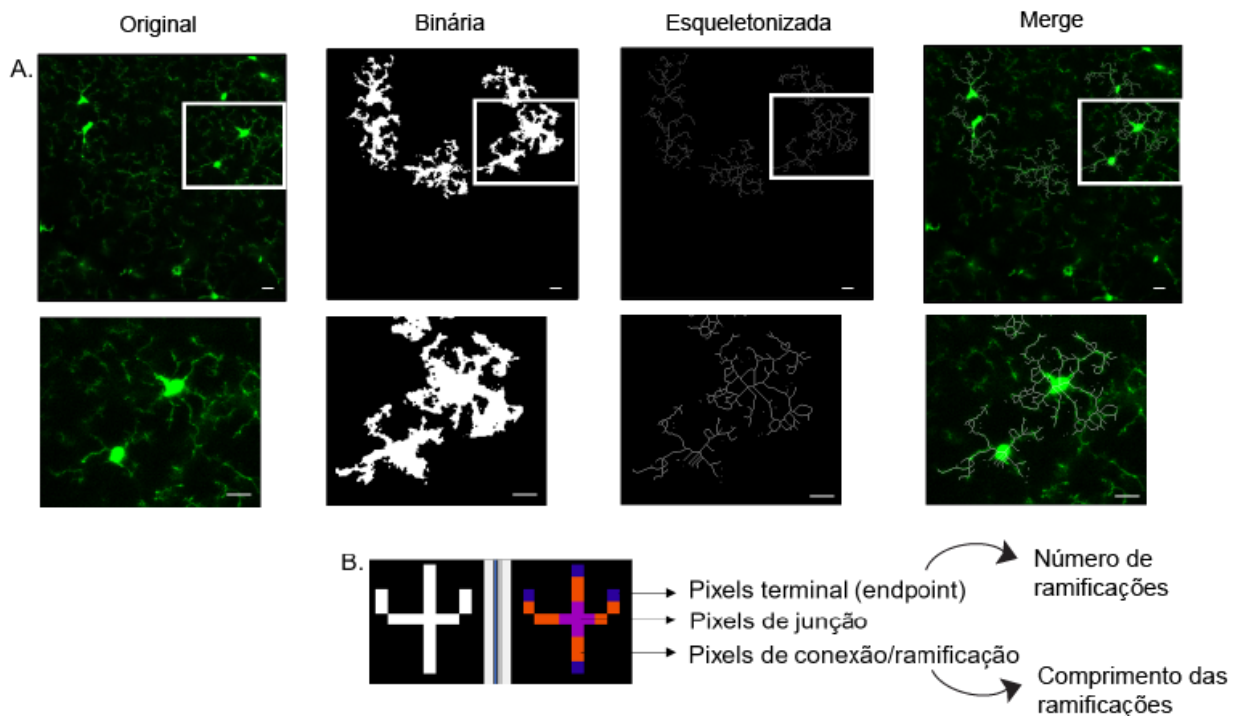 Original
Binária
Esqueletonizada
Merge
A.
B.
Pixels terminal (endpoint)
Pixels de junção
Pixels de conexão/ramificação
Número de
ramificações
Comprimento das
ramificações